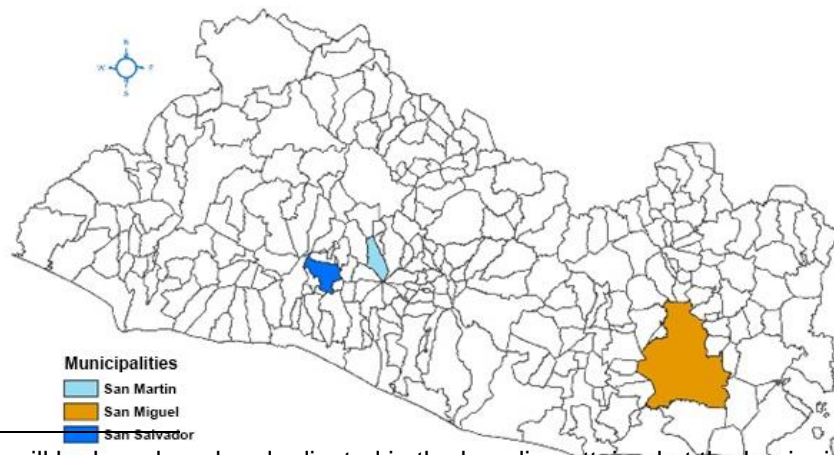 N
W E
S
Municipalities
San Martin
San Miguel
San Salvador